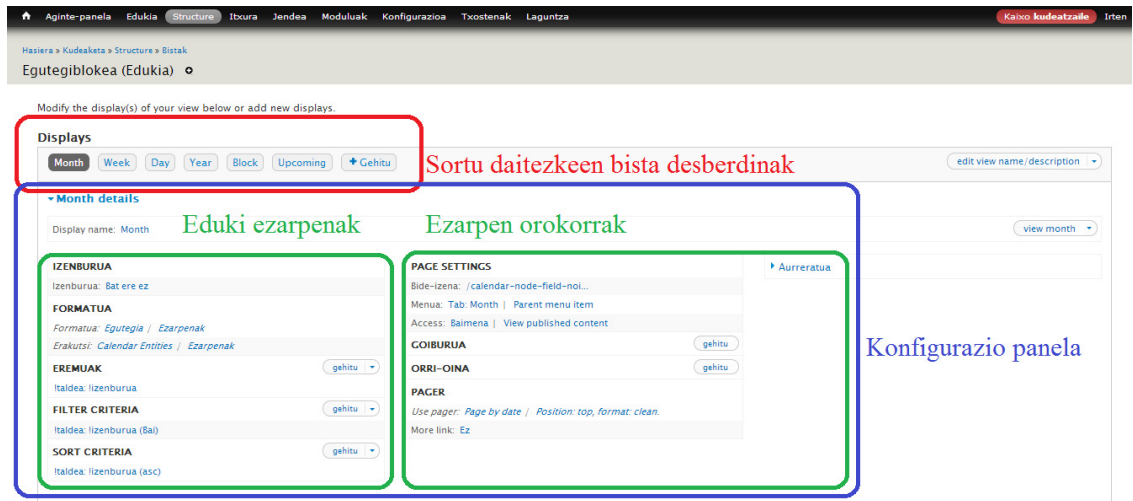 Aginte-panela Edukia Structure Itxura Jendea Moduluak Konfigurazioa Txostenak Laguntza Kaixo kudeatzaile Irten
Hasiera » Kudeaketa » Structure » Bistak
Egutegiblokea (Edukia)
Modify the display(s) of your view below or add new displays.
Displays
Month Week Day Year Block Upcoming + Gehitu Sortu daitezkeen bista desberdinak edit view name/description
Month details
Display name: Month Eduki ezarpenak Ezarpen orokorrak view month
IZENBURUA PAGE SETTINGS Aurreratua
Izenburua: Bat ere ez Bide-izena: /calendar-node-field-noi...
FORMATUA Menua: Tab: Month | Parent menu item
Formatua: Egutegia | Ezarpenak Access: Baimena | View published content
Erakutsi: Calendar Entities | Ezarpenak GOIBURUA gehitu Konfigurazio panela
EREMUAK gehitu ORRI-OINA gehitu
!taldea: !izenburua PAGER
FILTER CRITERIA gehitu Use pager: Page by date | Position: top, format: clean.
!taldea: !izenburua (Bai) More link: Ez
SORT CRITERIA gehitu
!taldea: !izenburua (asc)